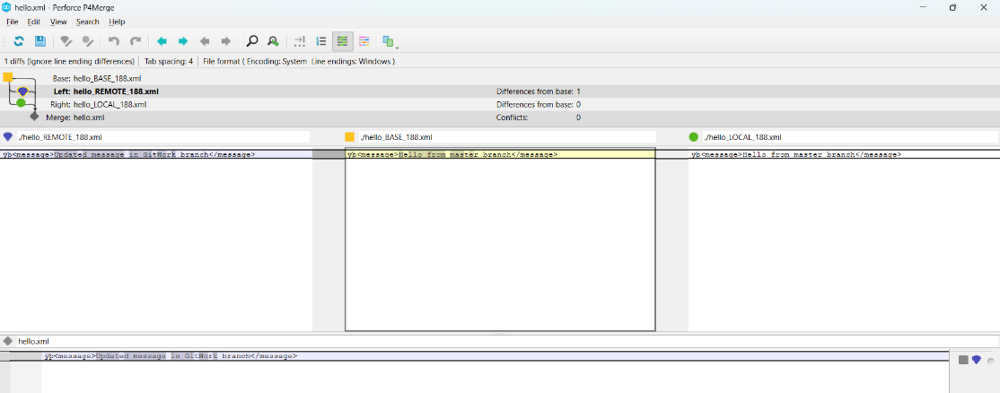 hello.xml - Perforce P4Merge
File Edit View Search Help
1 diffs (Ignore line ending differences) Tab spacing: 4 File format ( Encoding: System Line endings: Windows )
Base: hello_BASE_188.xml
Left: hello_REMOTE_188.xml Differences from base: 1
Right: hello_LOCAL_188.xml Differences from base: 0
Merge: hello.xml Conflicts: 0
./hello_REMOTE_188.xml ./hello_BASE_188.xml ./hello_LOCAL_188.xml
ÿþ<message>Updated message in GitWork branch</message> ÿþ<message>Hello from master branch</message> ÿþ<message>Hello from master branch</message>
hello.xml
ÿþ<message>Updated message in GitWork branch</message>